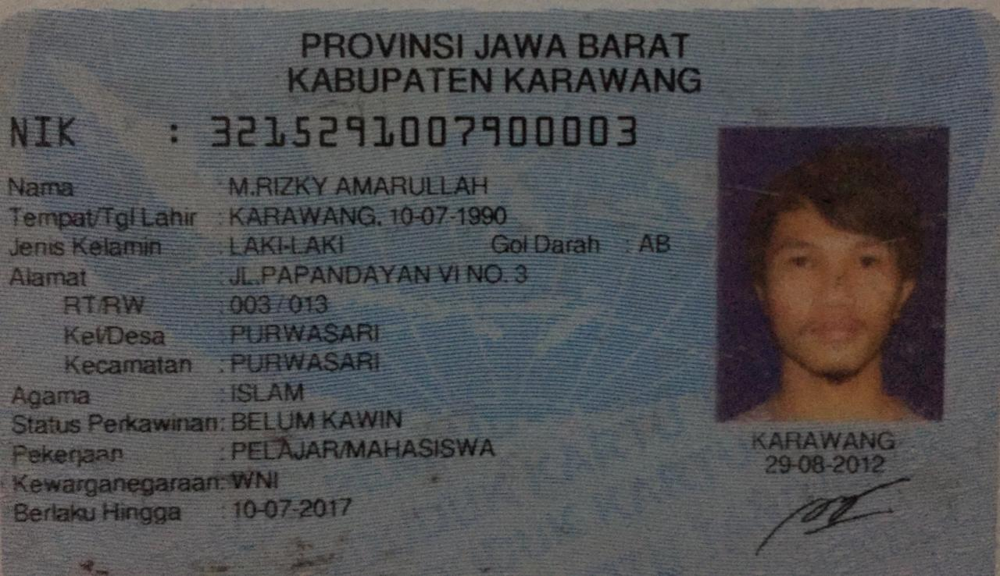 PROVINSI JAWA BARAT
KABUPATEN KARAWANG
NIK : 3215291007900003
Nama : M.RIZKY AMARULLAH
Tempat/Tgl Lahir : KARAWANG, 10-07-1990
Jenis Kelamin : LAKI-LAKI Gol Darah : AB
Alamat : JL.PAPANDAYAN VI NO. 3
RT/RW : 003 / 013
Kel/Desa : PURWASARI
Kecamatan : PURWASARI
Agama : ISLAM
Status Perkawinan: BELUM KAWIN
Pekerjaan : PELAJAR/MAHASISWA
Kewarganegaraan: WNI
Berlaku Hingga : 10-07-2017
KARAWANG
29-08-2012